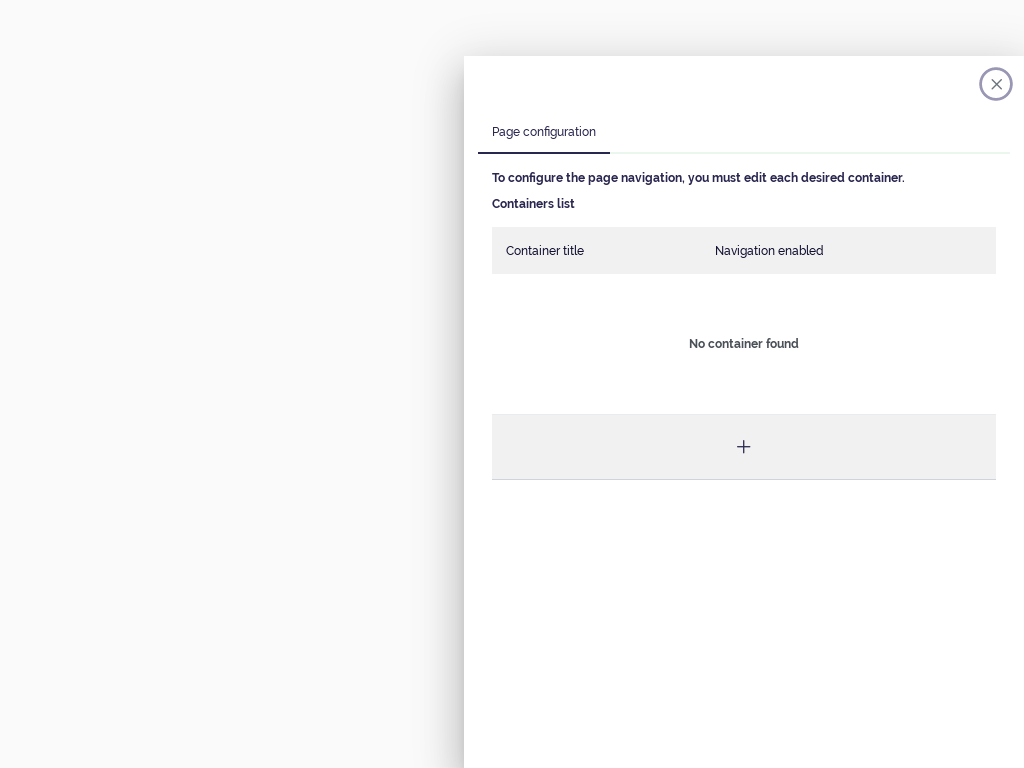 Page configuration
To configure the page navigation, you must edit each desired container.
Containers list
Container title Navigation enabled
No container found